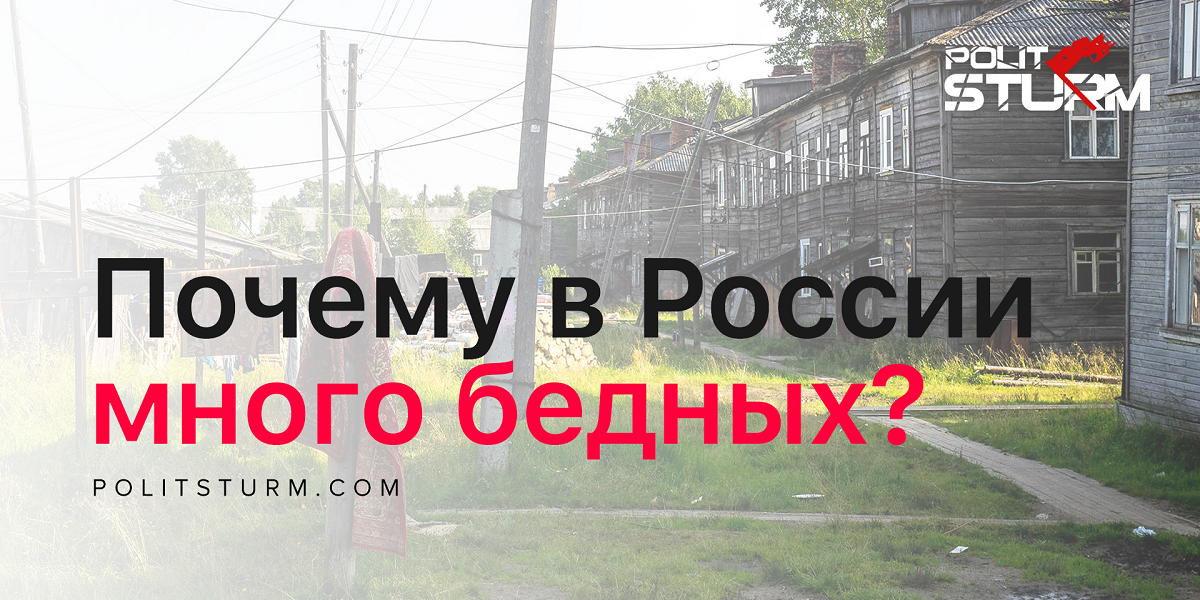 POLIT
STURM
Почему в России
много бедных?
POLITSTURM.COM